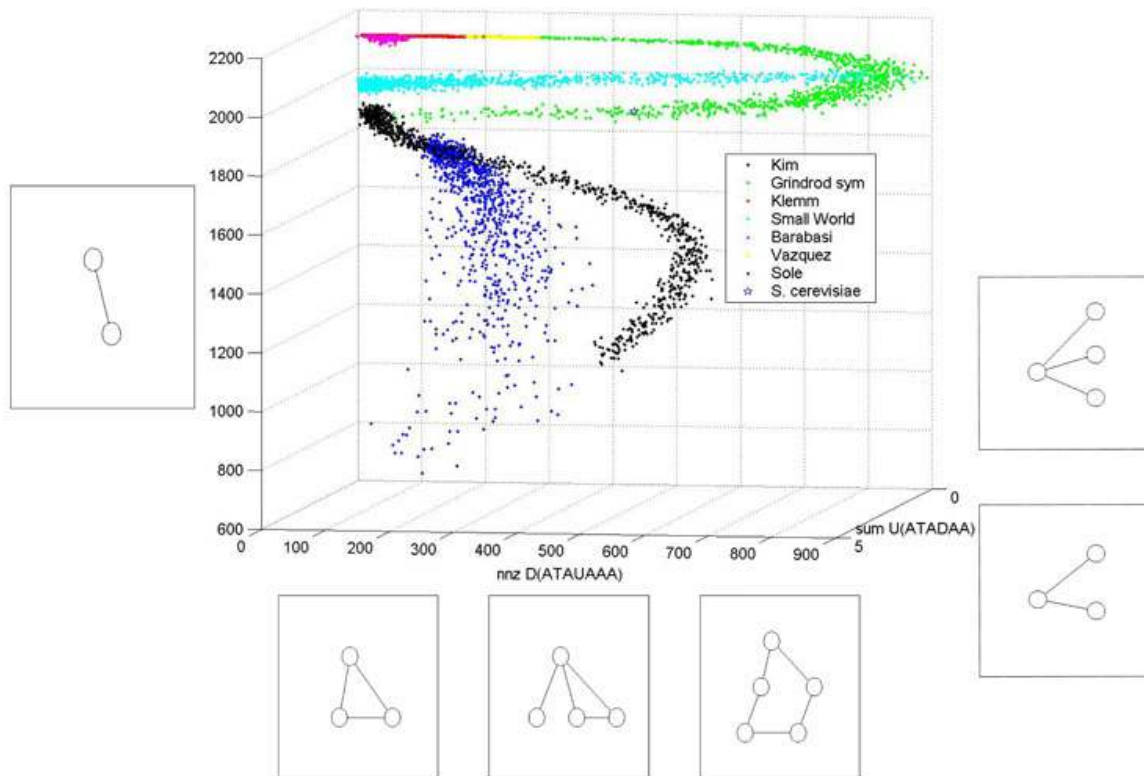 2200
2000
1800
1600
1400
1200
1000
800
600
Kim
Grindrod sym
Klemm
Small World
Barabasi
Vazquez
Sole
S. cerevisiae
0
100
200
300
400
500
600
700
800
900
0
5
sum U(ATADAA)
nnz D(ATAUAAA)